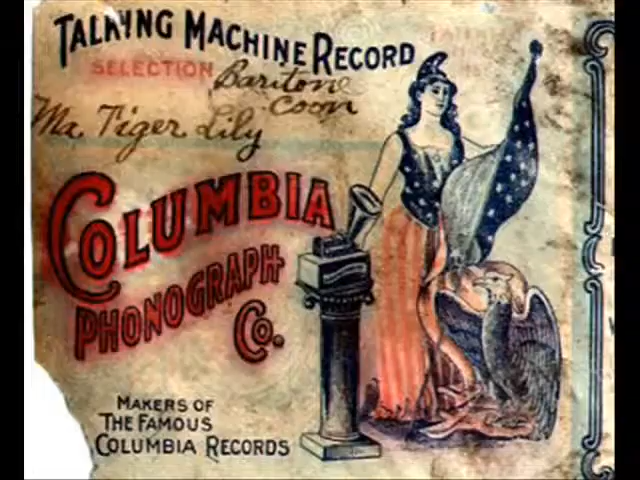 TALKING MACHINE RECORD
SELECTION Baritone
Coon
Ma Tiger Lily
COLUMBIA
PHONOGRAPH
Co.
MAKERS OF
THE FAMOUS
COLUMBIA RECORDS